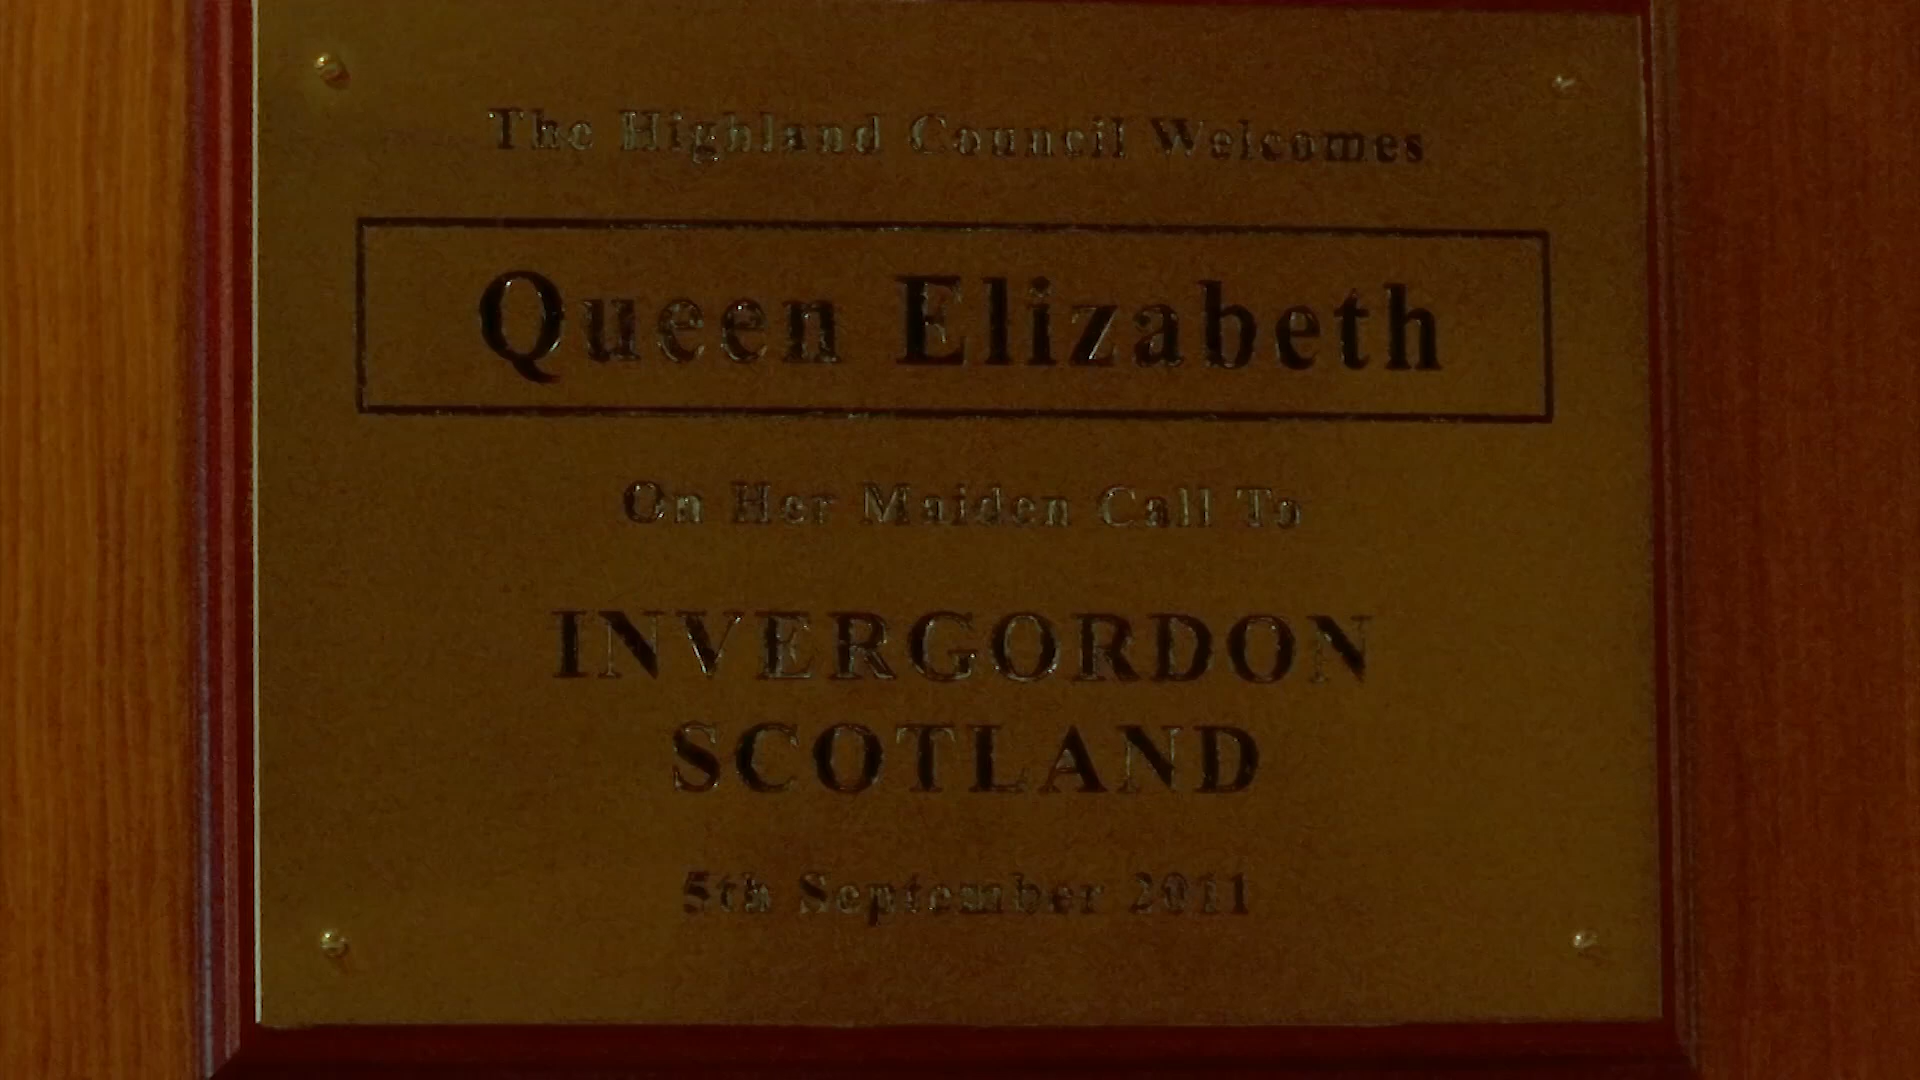 The Highland Council Welcomes
Queen Elizabeth
On Her Maiden Call To
INVERGORDON
SCOTLAND
5th September 2011